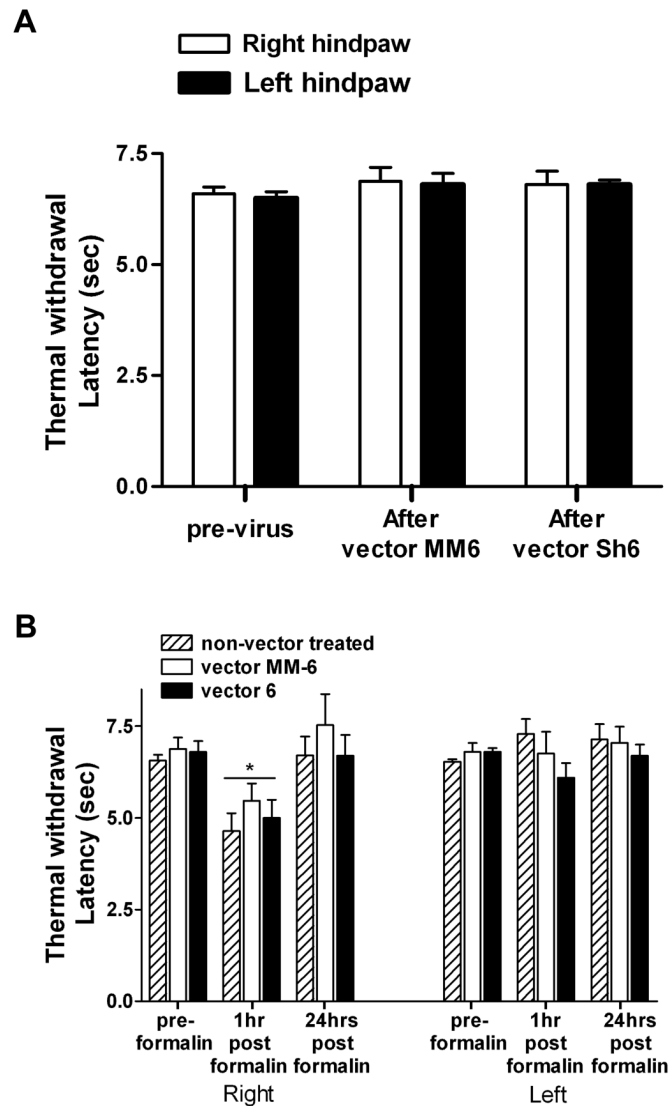 A
Right hindpaw
Left hindpaw
Thermal withdrawal
Latency (sec)
7.5
5.0
2.5
0.0
pre-virus
After
vector MM6
After
vector Sh6
B
non-vector treated
vector MM-6
vector 6
Thermal withdrawal
Latency (sec)
7.5
5.0
2.5
0.0
*
pre-
formalin
1hr
post
formalin
24hrs
post
formalin
Right
pre-
formalin
1hr
post
formalin
24hrs
post
formalin
Left